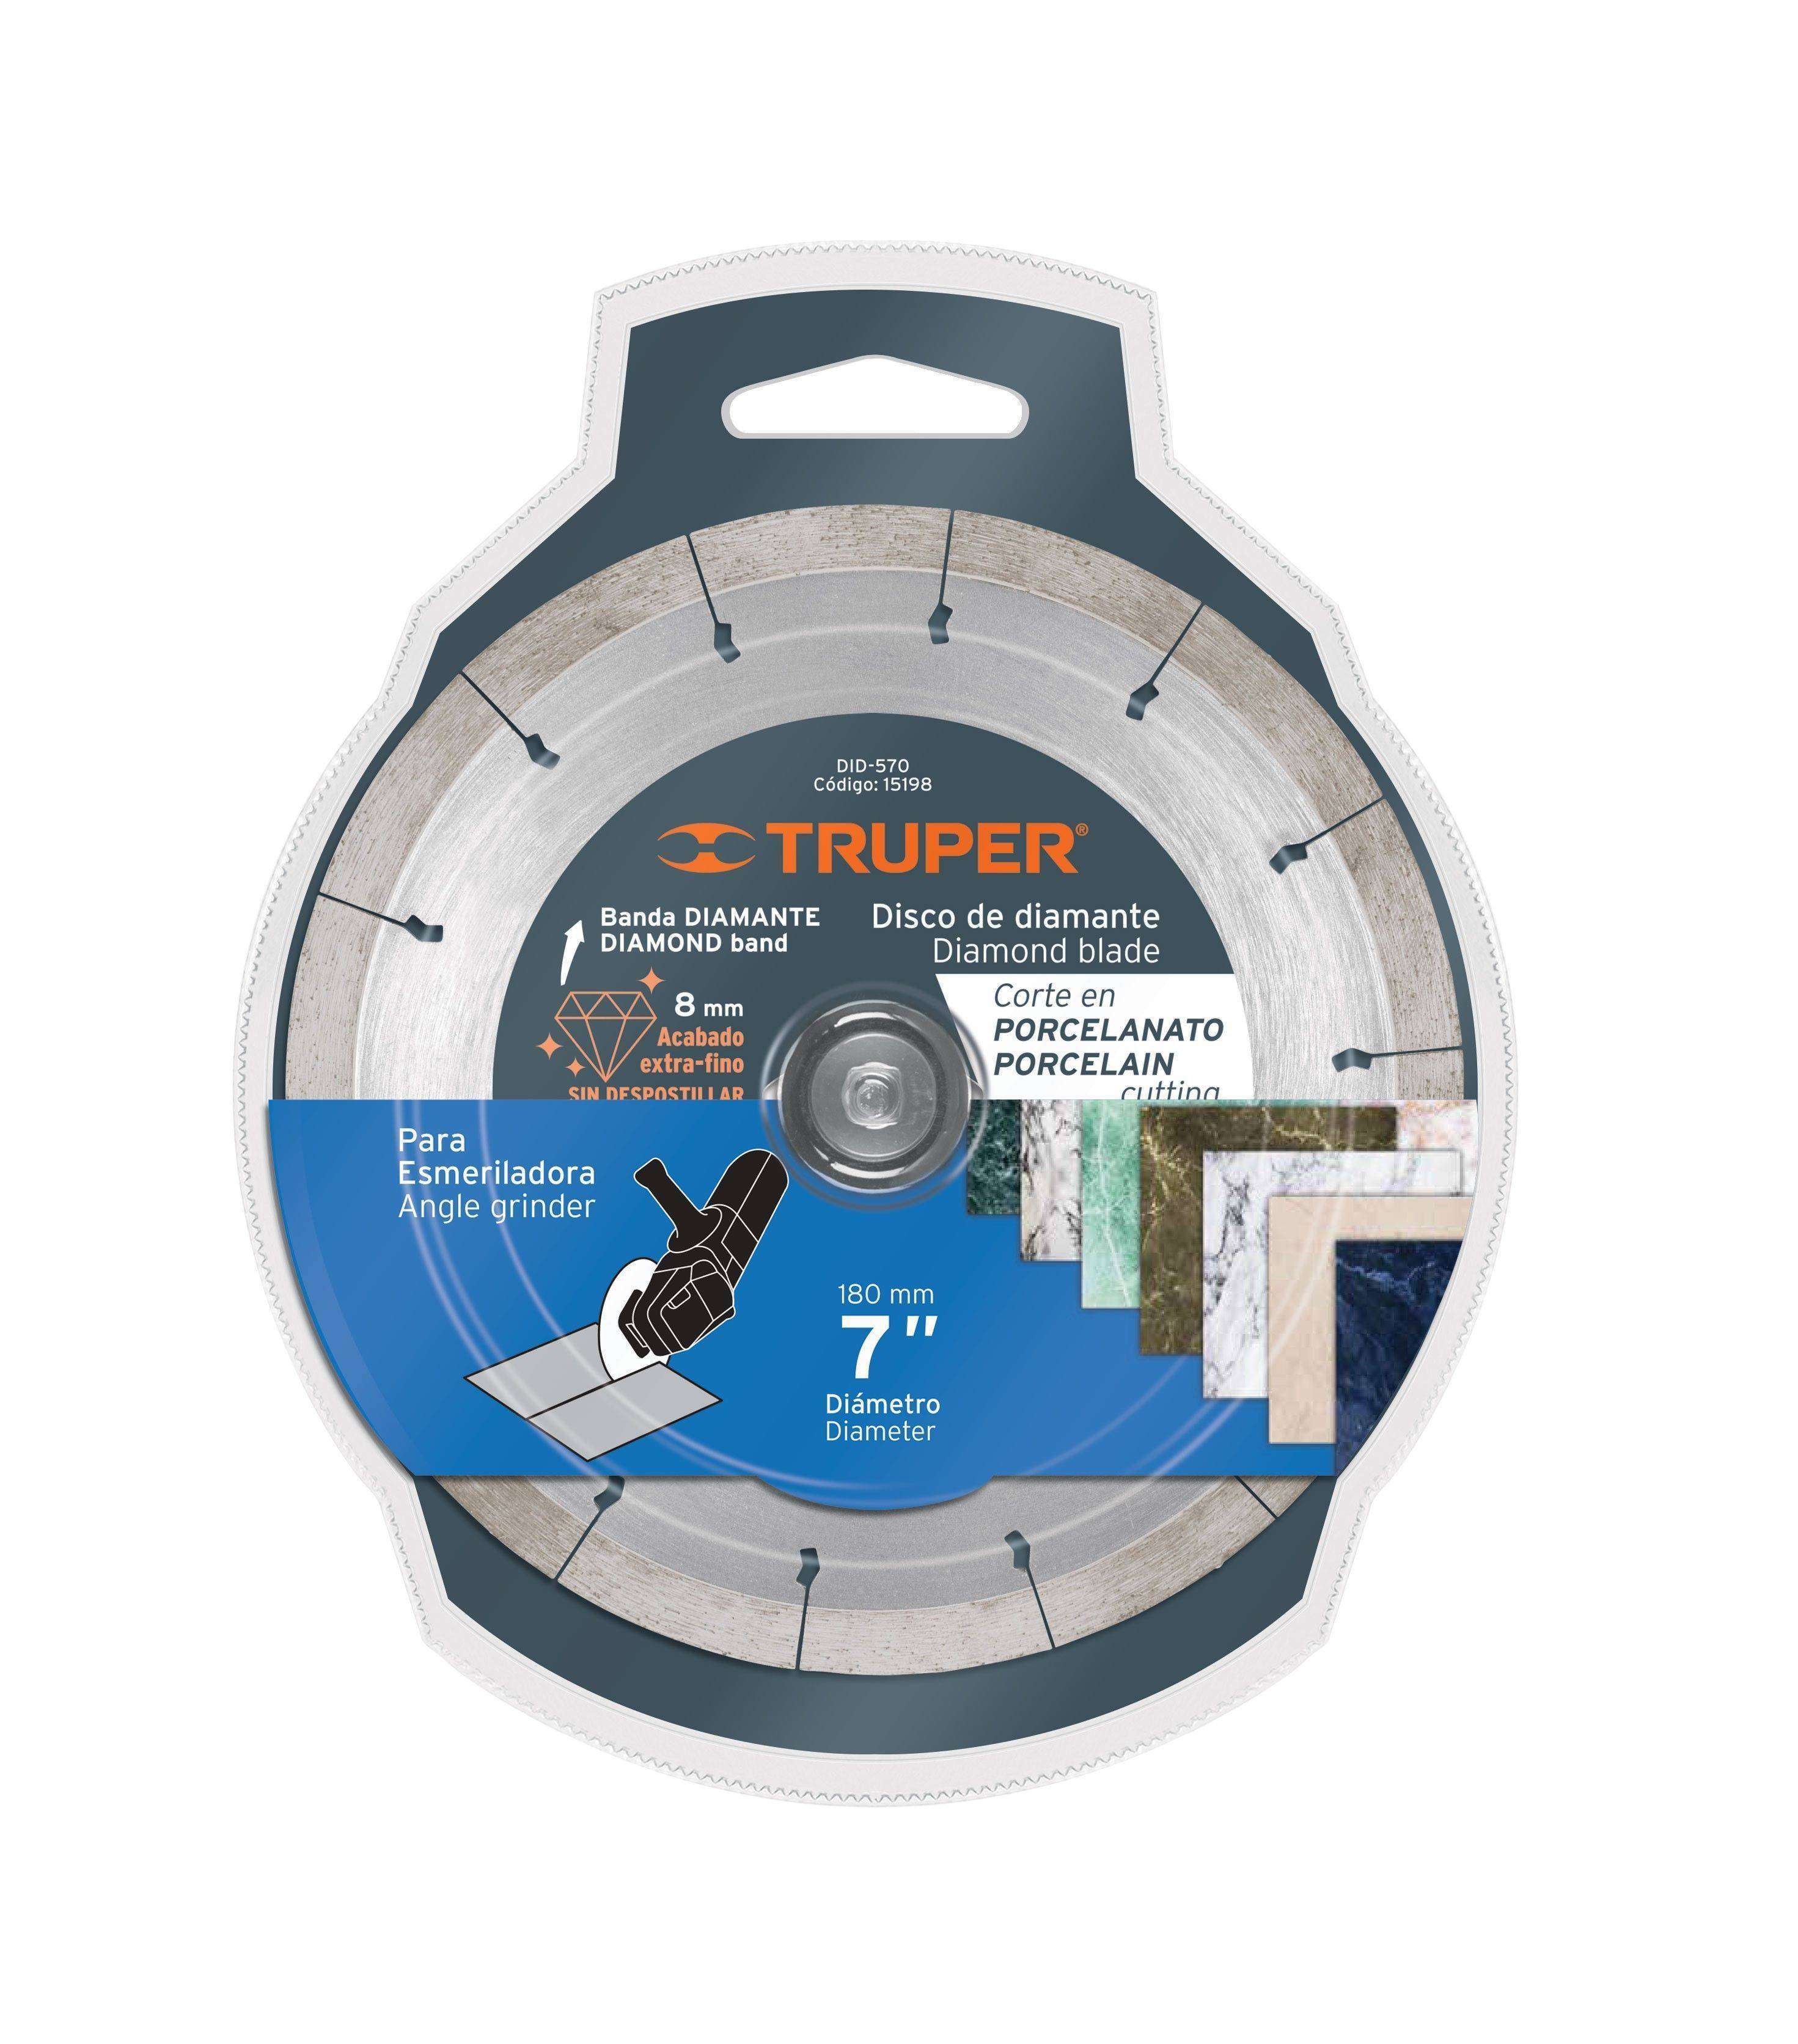 DID-570
Código: 15198
TRUPER®
Banda DIAMANTE
DIAMOND band
8 mm
Acabado
extra-fino
SIN DESPOSTILLAR
Disco de diamante
Diamond blade
Corte en
PORCELANATO
PORCELAIN
cutting
Para
Esmeriladora
Angle grinder
180 mm
7"
Diámetro
Diameter